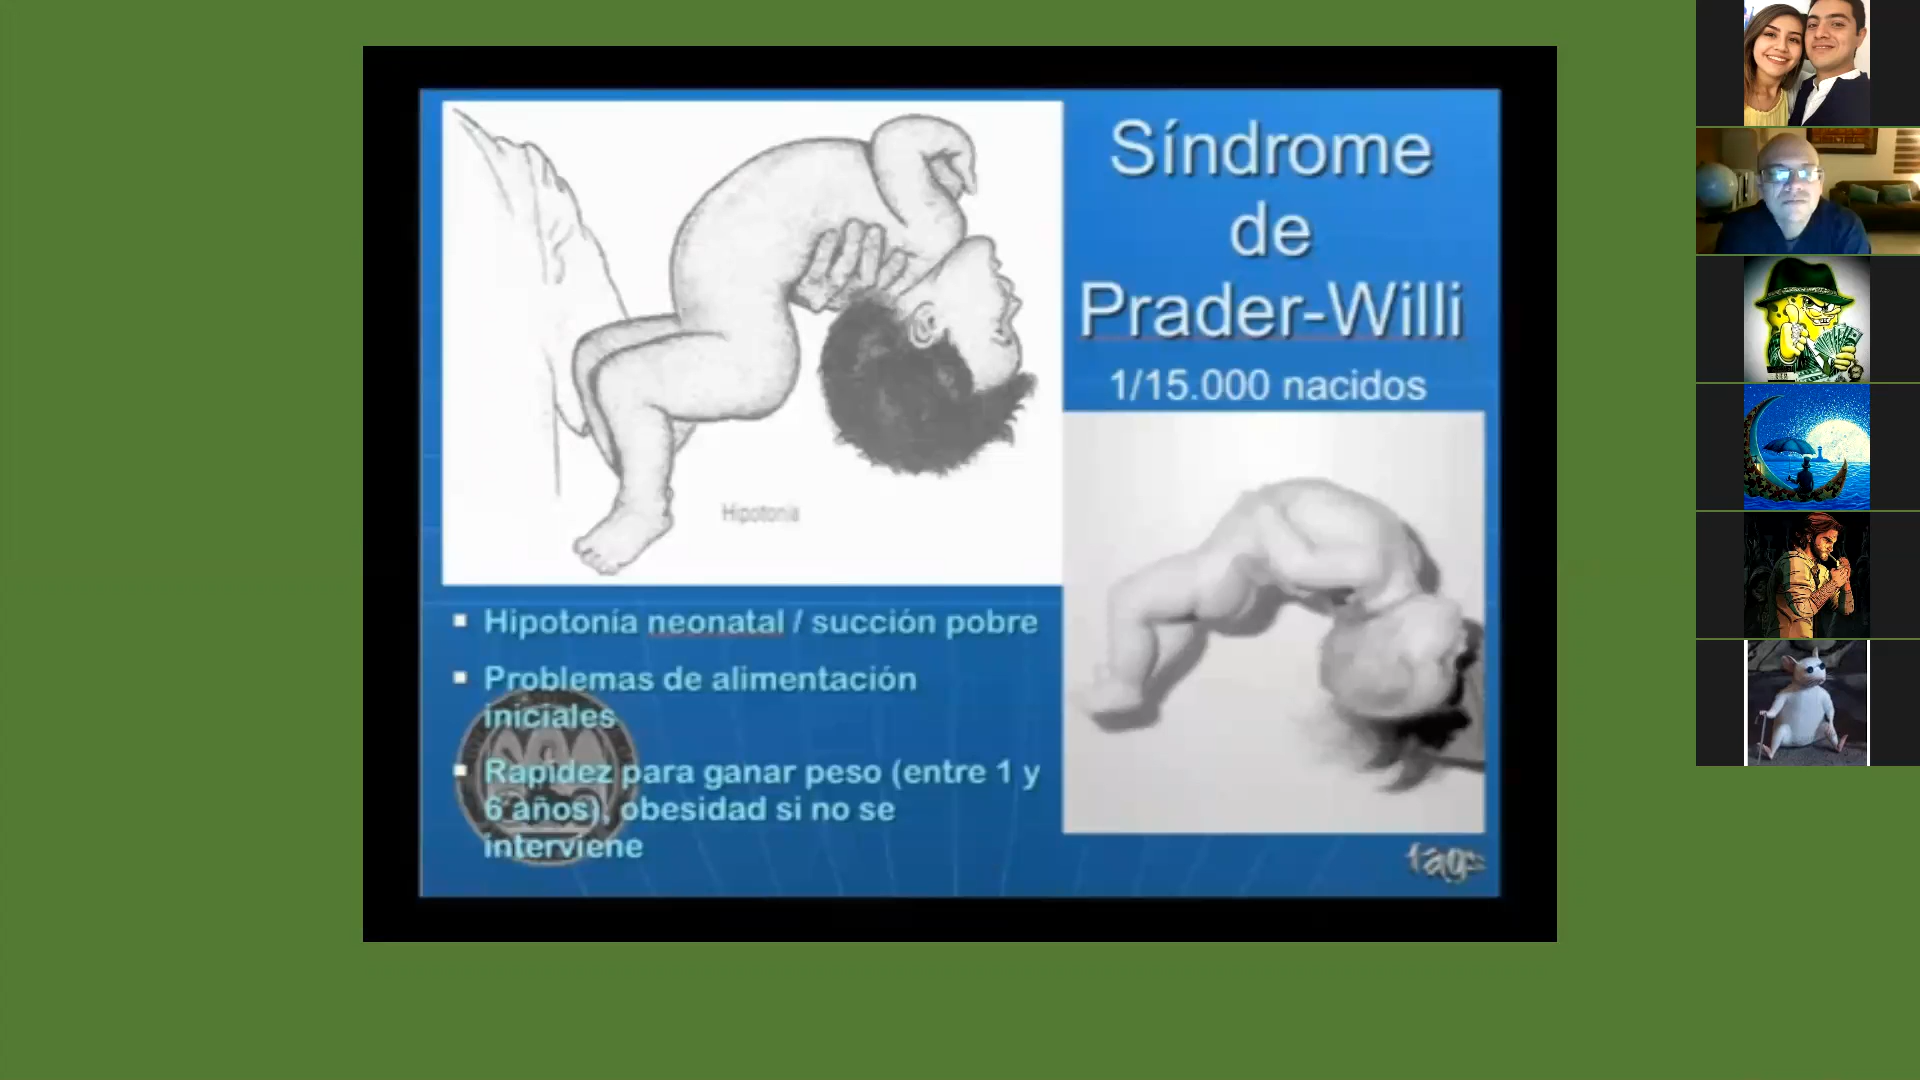 Síndrome
de
Prader-Willi
1/15.000 nacidos
Hipotonia
Hipotonía neonatal / succión pobre
Problemas de alimentación
iniciales
Rapidez para ganar peso (entre 1 y
6 años), obesidad si no se
interviene